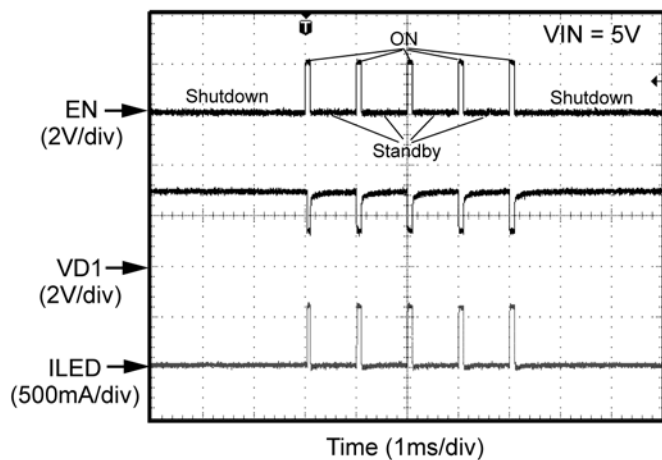 T
ON
VIN = 5V
Shutdown
Shutdown
EN
(2V/div)
Standby
VD1
(2V/div)
ILED
(500mA/div)
Time (1ms/div)